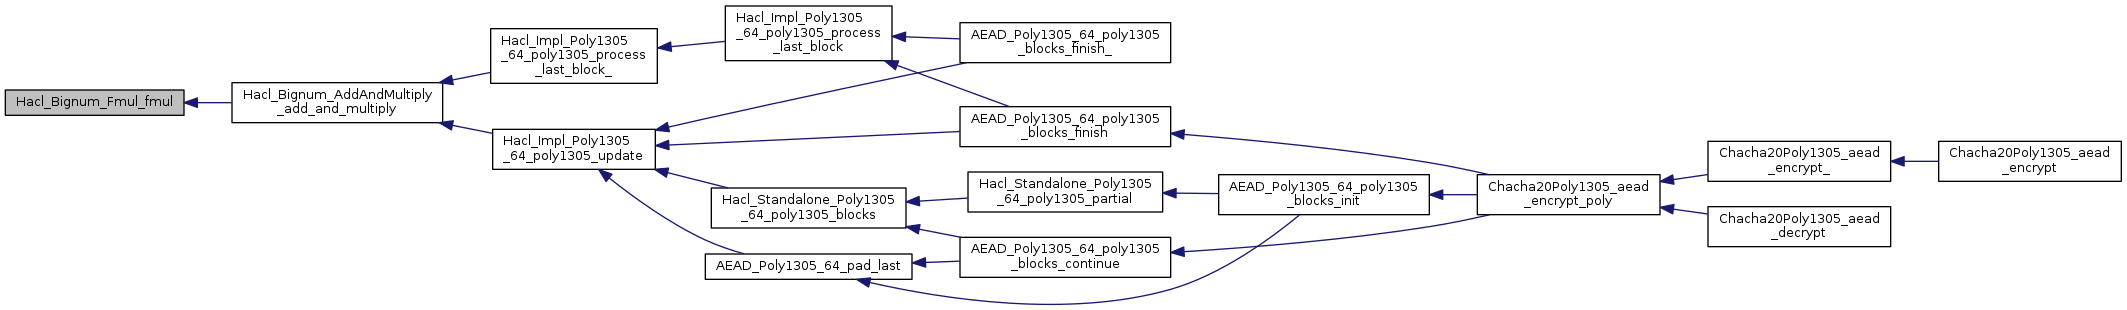 Hacl_Bignum_Fmul_fmul
Hacl_Bignum_AddAndMultiply
_add_and_multiply
Hacl_Impl_Poly1305
_64_poly1305_process
_last_block_
Hacl_Impl_Poly1305
_64_poly1305_update
Hacl_Impl_Poly1305
_64_poly1305_process
_last_block
Hacl_Standalone_Poly1305
_64_poly1305_blocks
AEAD_Poly1305_64_pad_last
AEAD_Poly1305_64_poly1305
_blocks_finish_
AEAD_Poly1305_64_poly1305
_blocks_finish
Hacl_Standalone_Poly1305
_64_poly1305_partial
AEAD_Poly1305_64_poly1305
_blocks_continue
AEAD_Poly1305_64_poly1305
_blocks_init
Chacha20Poly1305_aead
_encrypt_poly
Chacha20Poly1305_aead
_encrypt_
Chacha20Poly1305_aead
_decrypt
Chacha20Poly1305_aead
_encrypt